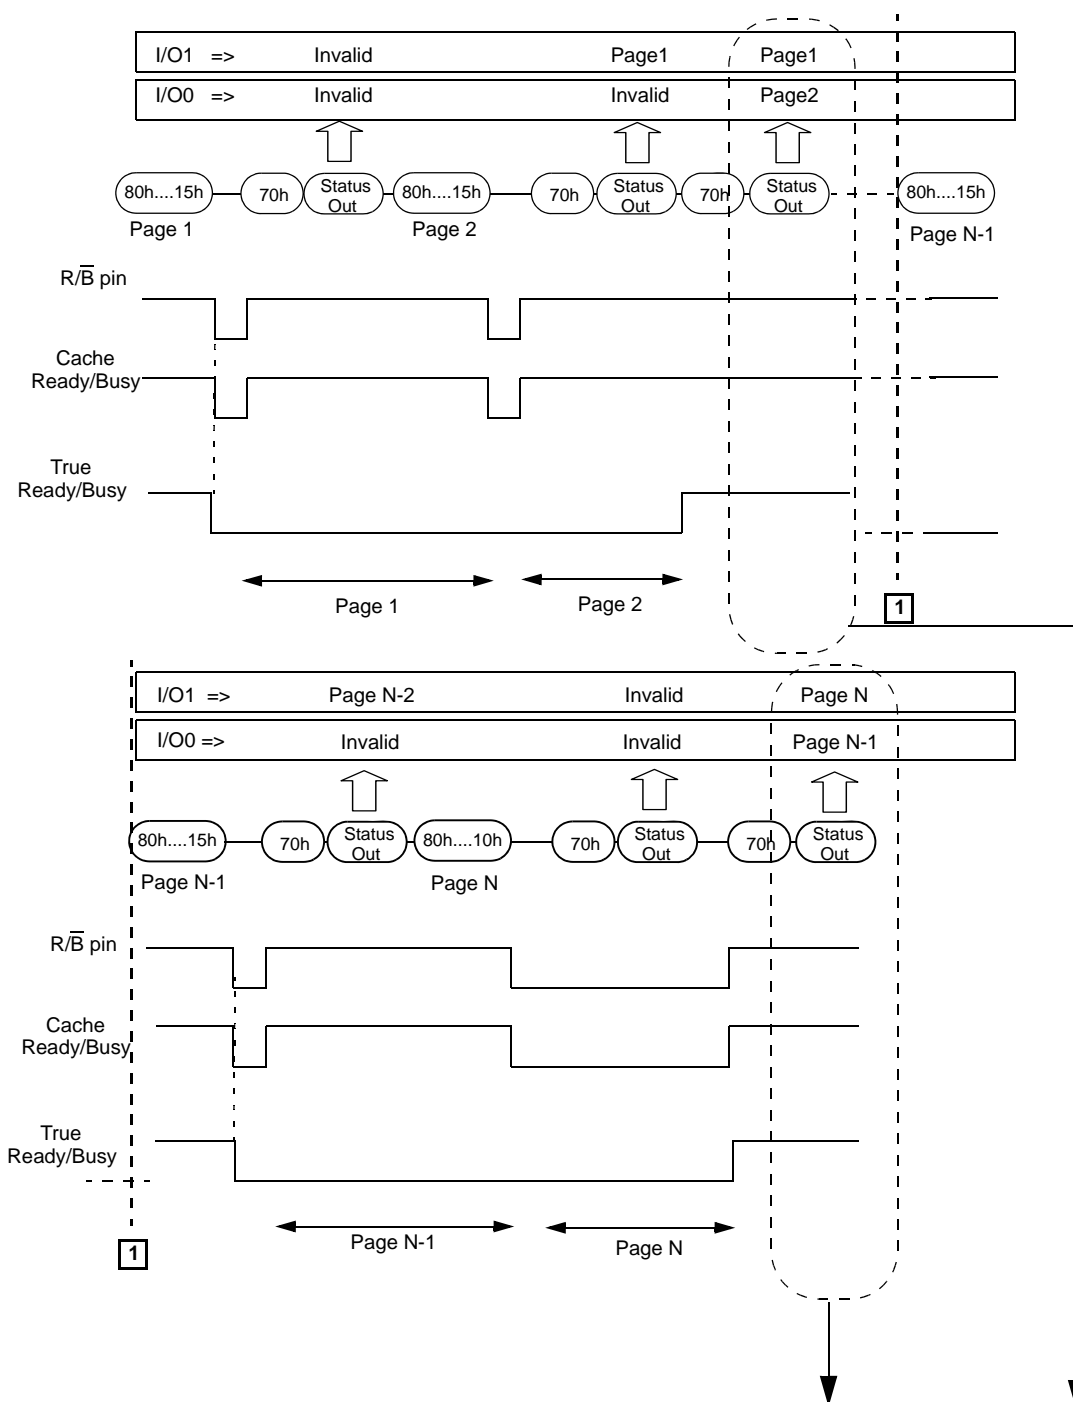 I/O1 => Invalid Page1 Page1
I/O0 => Invalid Invalid Page2
80h....15h 70h Status Out 80h....15h 70h Status Out 70h Status Out 80h....15h
Page 1 Page 2 Page N-1
R/B̅ pin
Cache
Ready/Busy
True
Ready/Busy
Page 1 Page 2
1
I/O1 => Page N-2 Invalid Page N
I/O0 => Invalid Invalid Page N-1
80h....15h 70h Status Out 80h....10h 70h Status Out 70h Status Out
Page N-1 Page N
R/B̅ pin
Cache
Ready/Busy
True
Ready/Busy
Page N-1 Page N
1